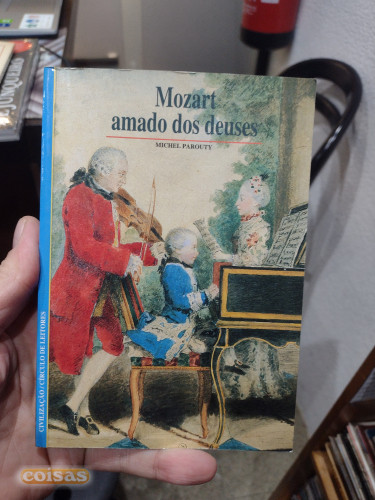 Mozart
amado dos deuses
MICHEL PAROUTY
CIVILIZAÇÃO/CÍRCULO DE LEITORES
coisas